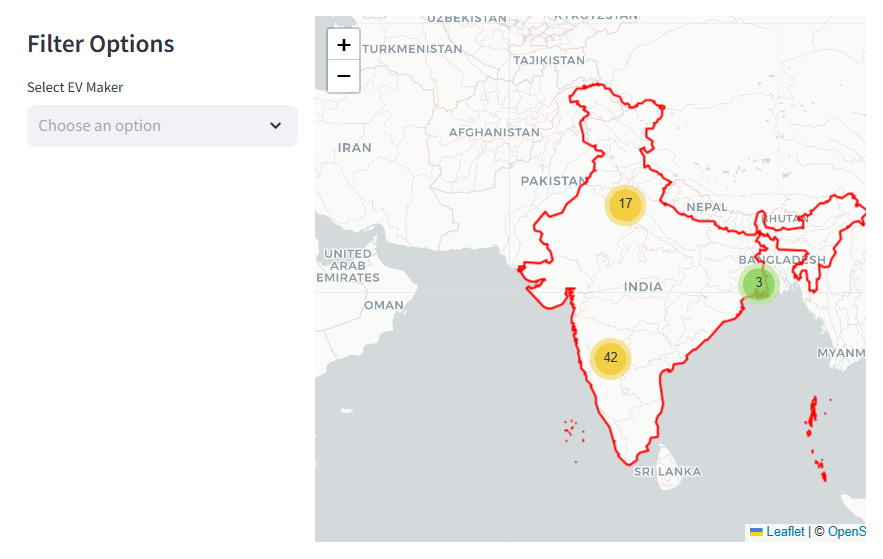 Filter Options
Select EV Maker
Choose an option
+
−
UZBEKISTAN
KYRGYZSTAN
TURKMENISTAN
TAJIKISTAN
AFGHANISTAN
IRAN
PAKISTAN
17
NEPAL
BHUTAN
UNITED
ARAB
EMIRATES
BANGLADESH
INDIA
3
OMAN
42
MYANM
SRI LANKA
Leaflet | © OpenS